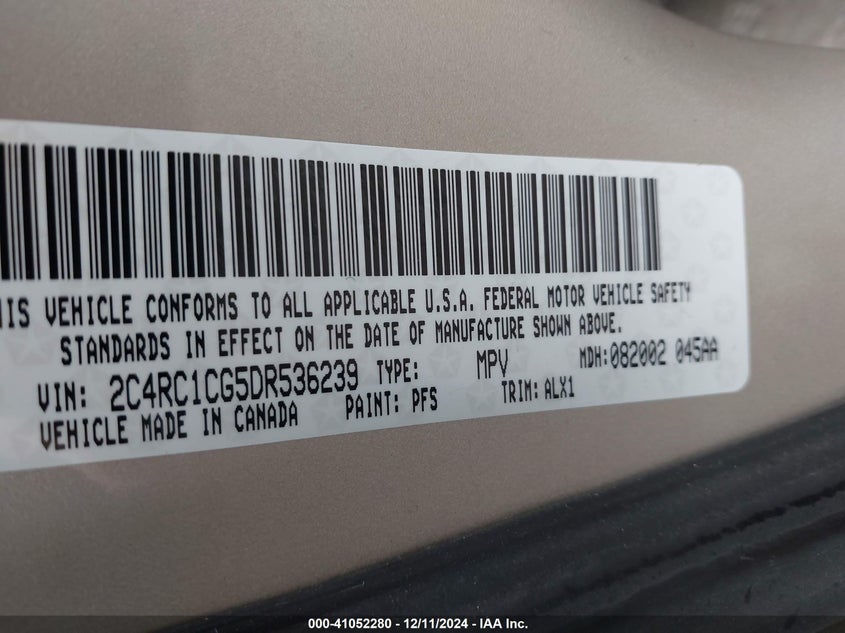 HIS VEHICLE CONFORMS TO ALL APPLICABLE U.S.A. FEDERAL MOTOR VEHICLE SAFETY
STANDARDS IN EFFECT ON THE DATE OF MANUFACTURE SHOWN ABOVE.
VIN: 2C4RC1CG5DR536239 TYPE: MPV MDH:082002 045AA
VEHICLE MADE IN CANADA PAINT: PFS TRIM: ALX1
000-41052280 - 12/11/2024 - IAA Inc.